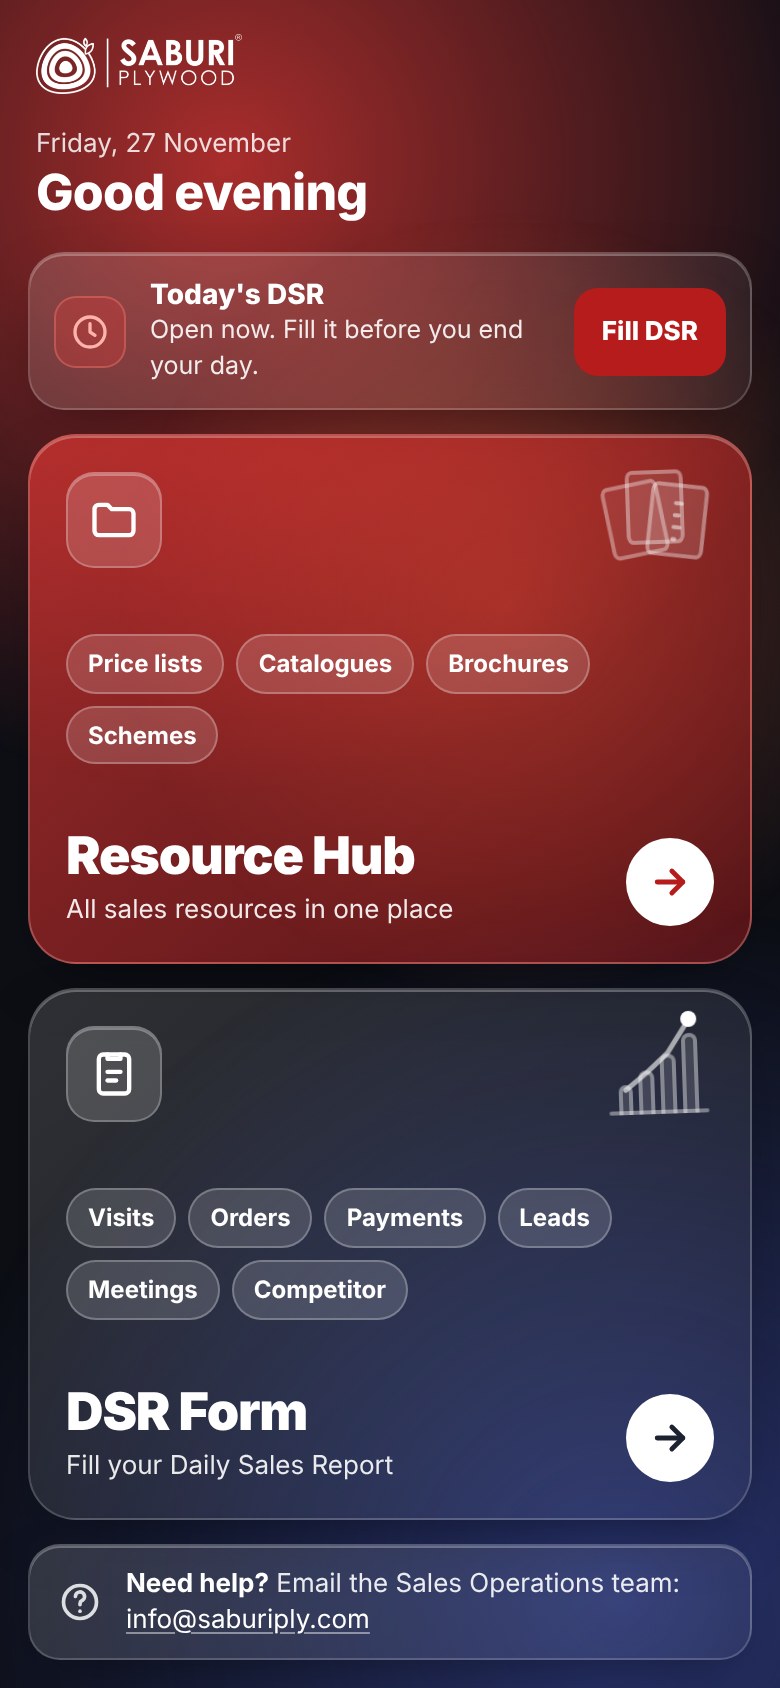 SABURI®
PLYWOOD
Friday, 27 November
Good evening
Today's DSR
Open now. Fill it before you end
your day.
Fill DSR
Price lists
Catalogues
Brochures
Schemes
Resource Hub
All sales resources in one place
Visits
Orders
Payments
Leads
Meetings
Competitor
DSR Form
Fill your Daily Sales Report
Need help? Email the Sales Operations team:
info@saburiply.com